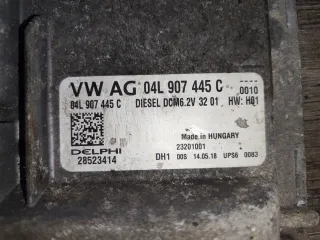 VW AG 04L 907 445 C
04L 907 445 C DIESEL DCM6.2V 32 01 HW: H01
0010
Made in HUNGARY
23201001
DELPHI
28523414
DH1 00S 14.05.18 UPS6 0083